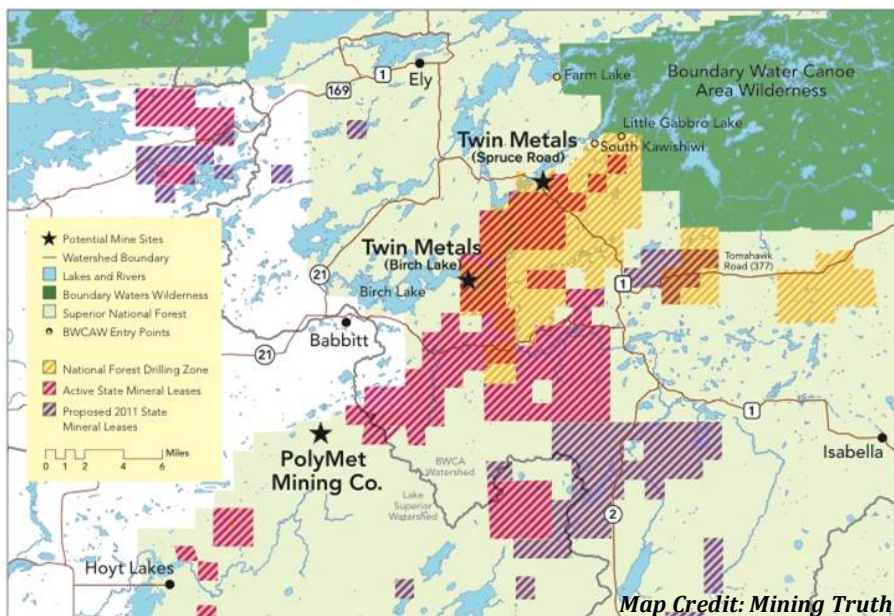 169
1
Ely
Farm Lake
Boundary Water Canoe
Area Wilderness
Twin Metals
(Spruce Road)
Little Gabbro Lake
South Kawishiwi
Potential Mine Sites
Watershed Boundary
Lakes and Rivers
Boundary Waters Wilderness
Superior National Forest
BWCAW Entry Points
National Forest Drilling Zone
Active State Mineral Leases
Proposed 2011 State
Mineral Leases
0 1 2 4 6
Miles
21
Twin Metals
(Birch Lake)
Birch Lake
Tomahawk
Road (377)
1
21
Babbitt
1
Isabella
PolyMet
Mining Co.
BWCA
Watershed
Lake
Superior
Watershed
2
Hoyt Lakes
Map Credit: Mining Truth